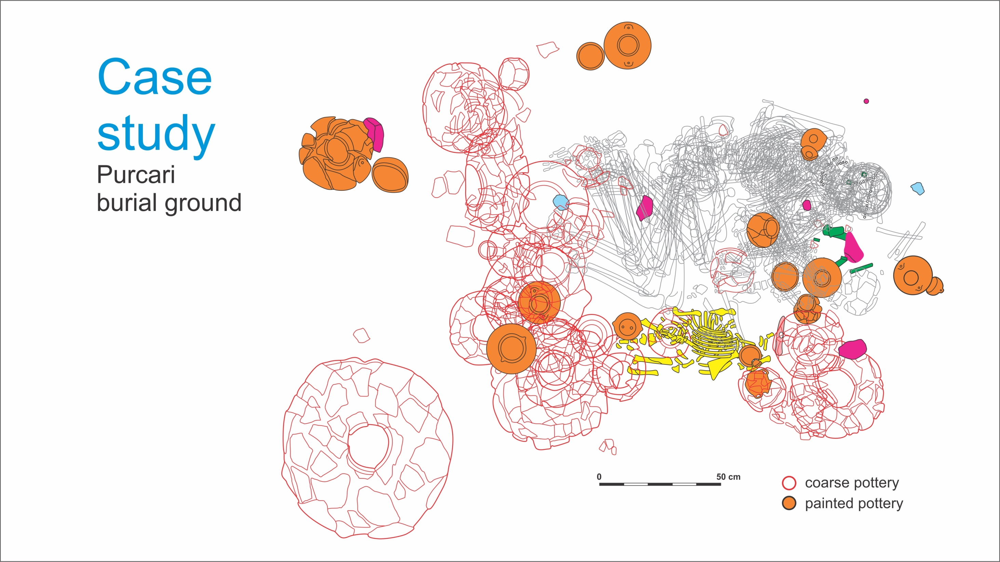 Case
study
Purcari
burial ground
0 50 cm
coarse pottery
painted pottery